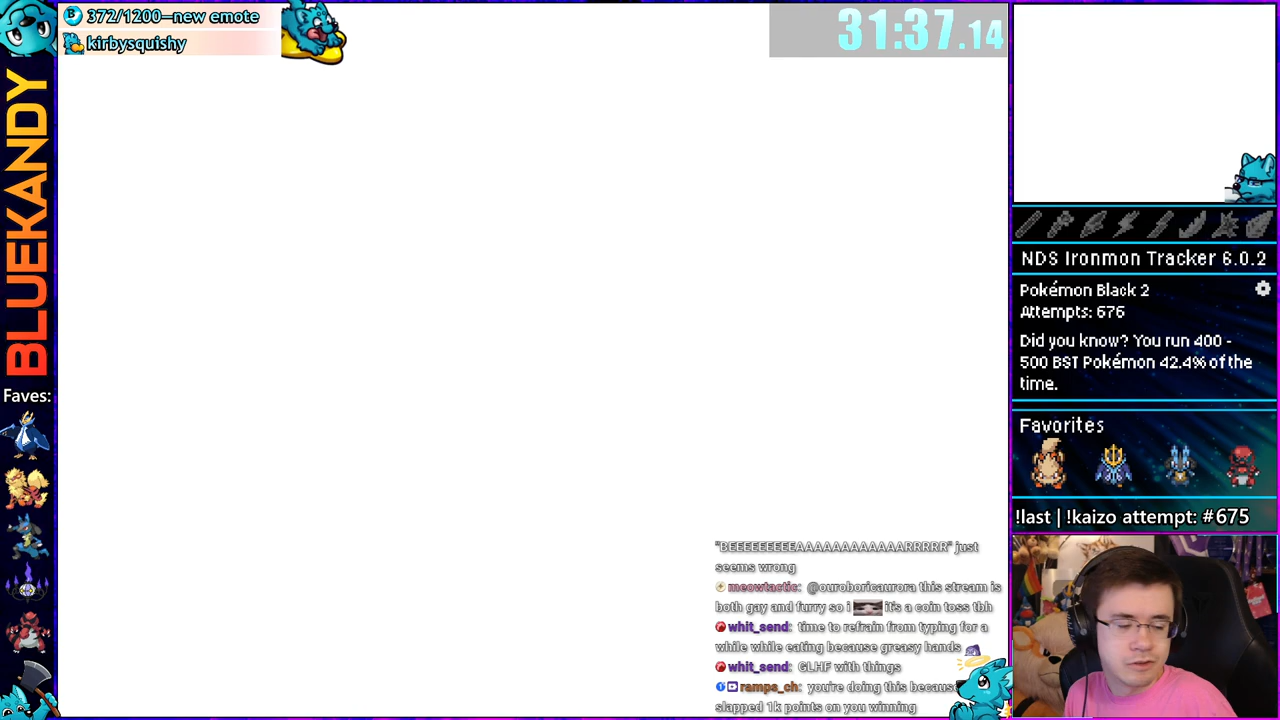 372/1200--new emote
kirbysquishy
31:37.14
BLUEKANDY
Faves:
NDS Ironmon Tracker 6.0.2
Pokémon Black 2
Attempts: 676
Did you know? You run 400 -
500 BST Pokémon 42.4% of the
time.
Favorites
!last | !kaizo attempt: #675
"BEEEEEEEEEAAAAAAAAAAAARRRRR" just
seems wrong
meowtactic: @ouroboricaurora this stream is
both gay and furry so i it's a coin toss tbh
whit_send: time to refrain from typing for a
while while eating because greasy hands
whit_send: GLHF with things
ramps_ch: you're doing this because
slapped 1k points on you winning